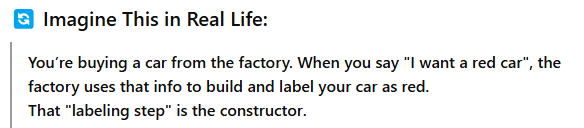 🔄 Imagine This in Real Life:
You’re buying a car from the factory. When you say "I want a red car", the
factory uses that info to build and label your car as red.
That "labeling step" is the constructor.